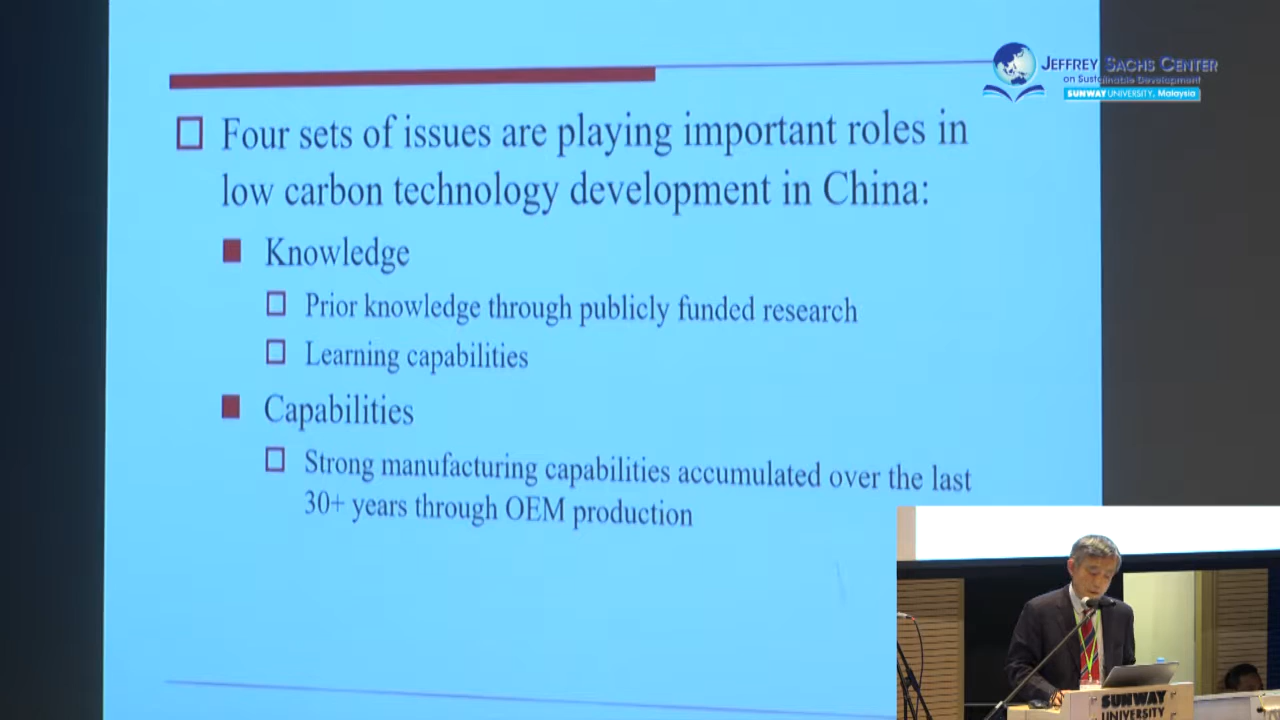 JEFFREY SACHS CENTER
on Sustainable Development
SUNWAY UNIVERSITY, Malaysia
Four sets of issues are playing important roles in
low carbon technology development in China:
Knowledge
Prior knowledge through publicly funded research
Learning capabilities
Capabilities
Strong manufacturing capabilities accumulated over the last
30+ years through OEM production
SUNWAY
UNIVERSITY